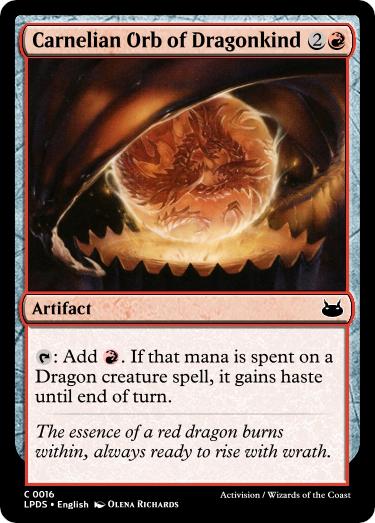 Carnelian Orb of Dragonkind 2
Artifact
: Add . If that mana is spent on a
Dragon creature spell, it gains haste
until end of turn.
The essence of a red dragon burns
within, always ready to rise with wrath.
C 0016
LPDS • English Olena Richards
Activision / Wizards of the Coast